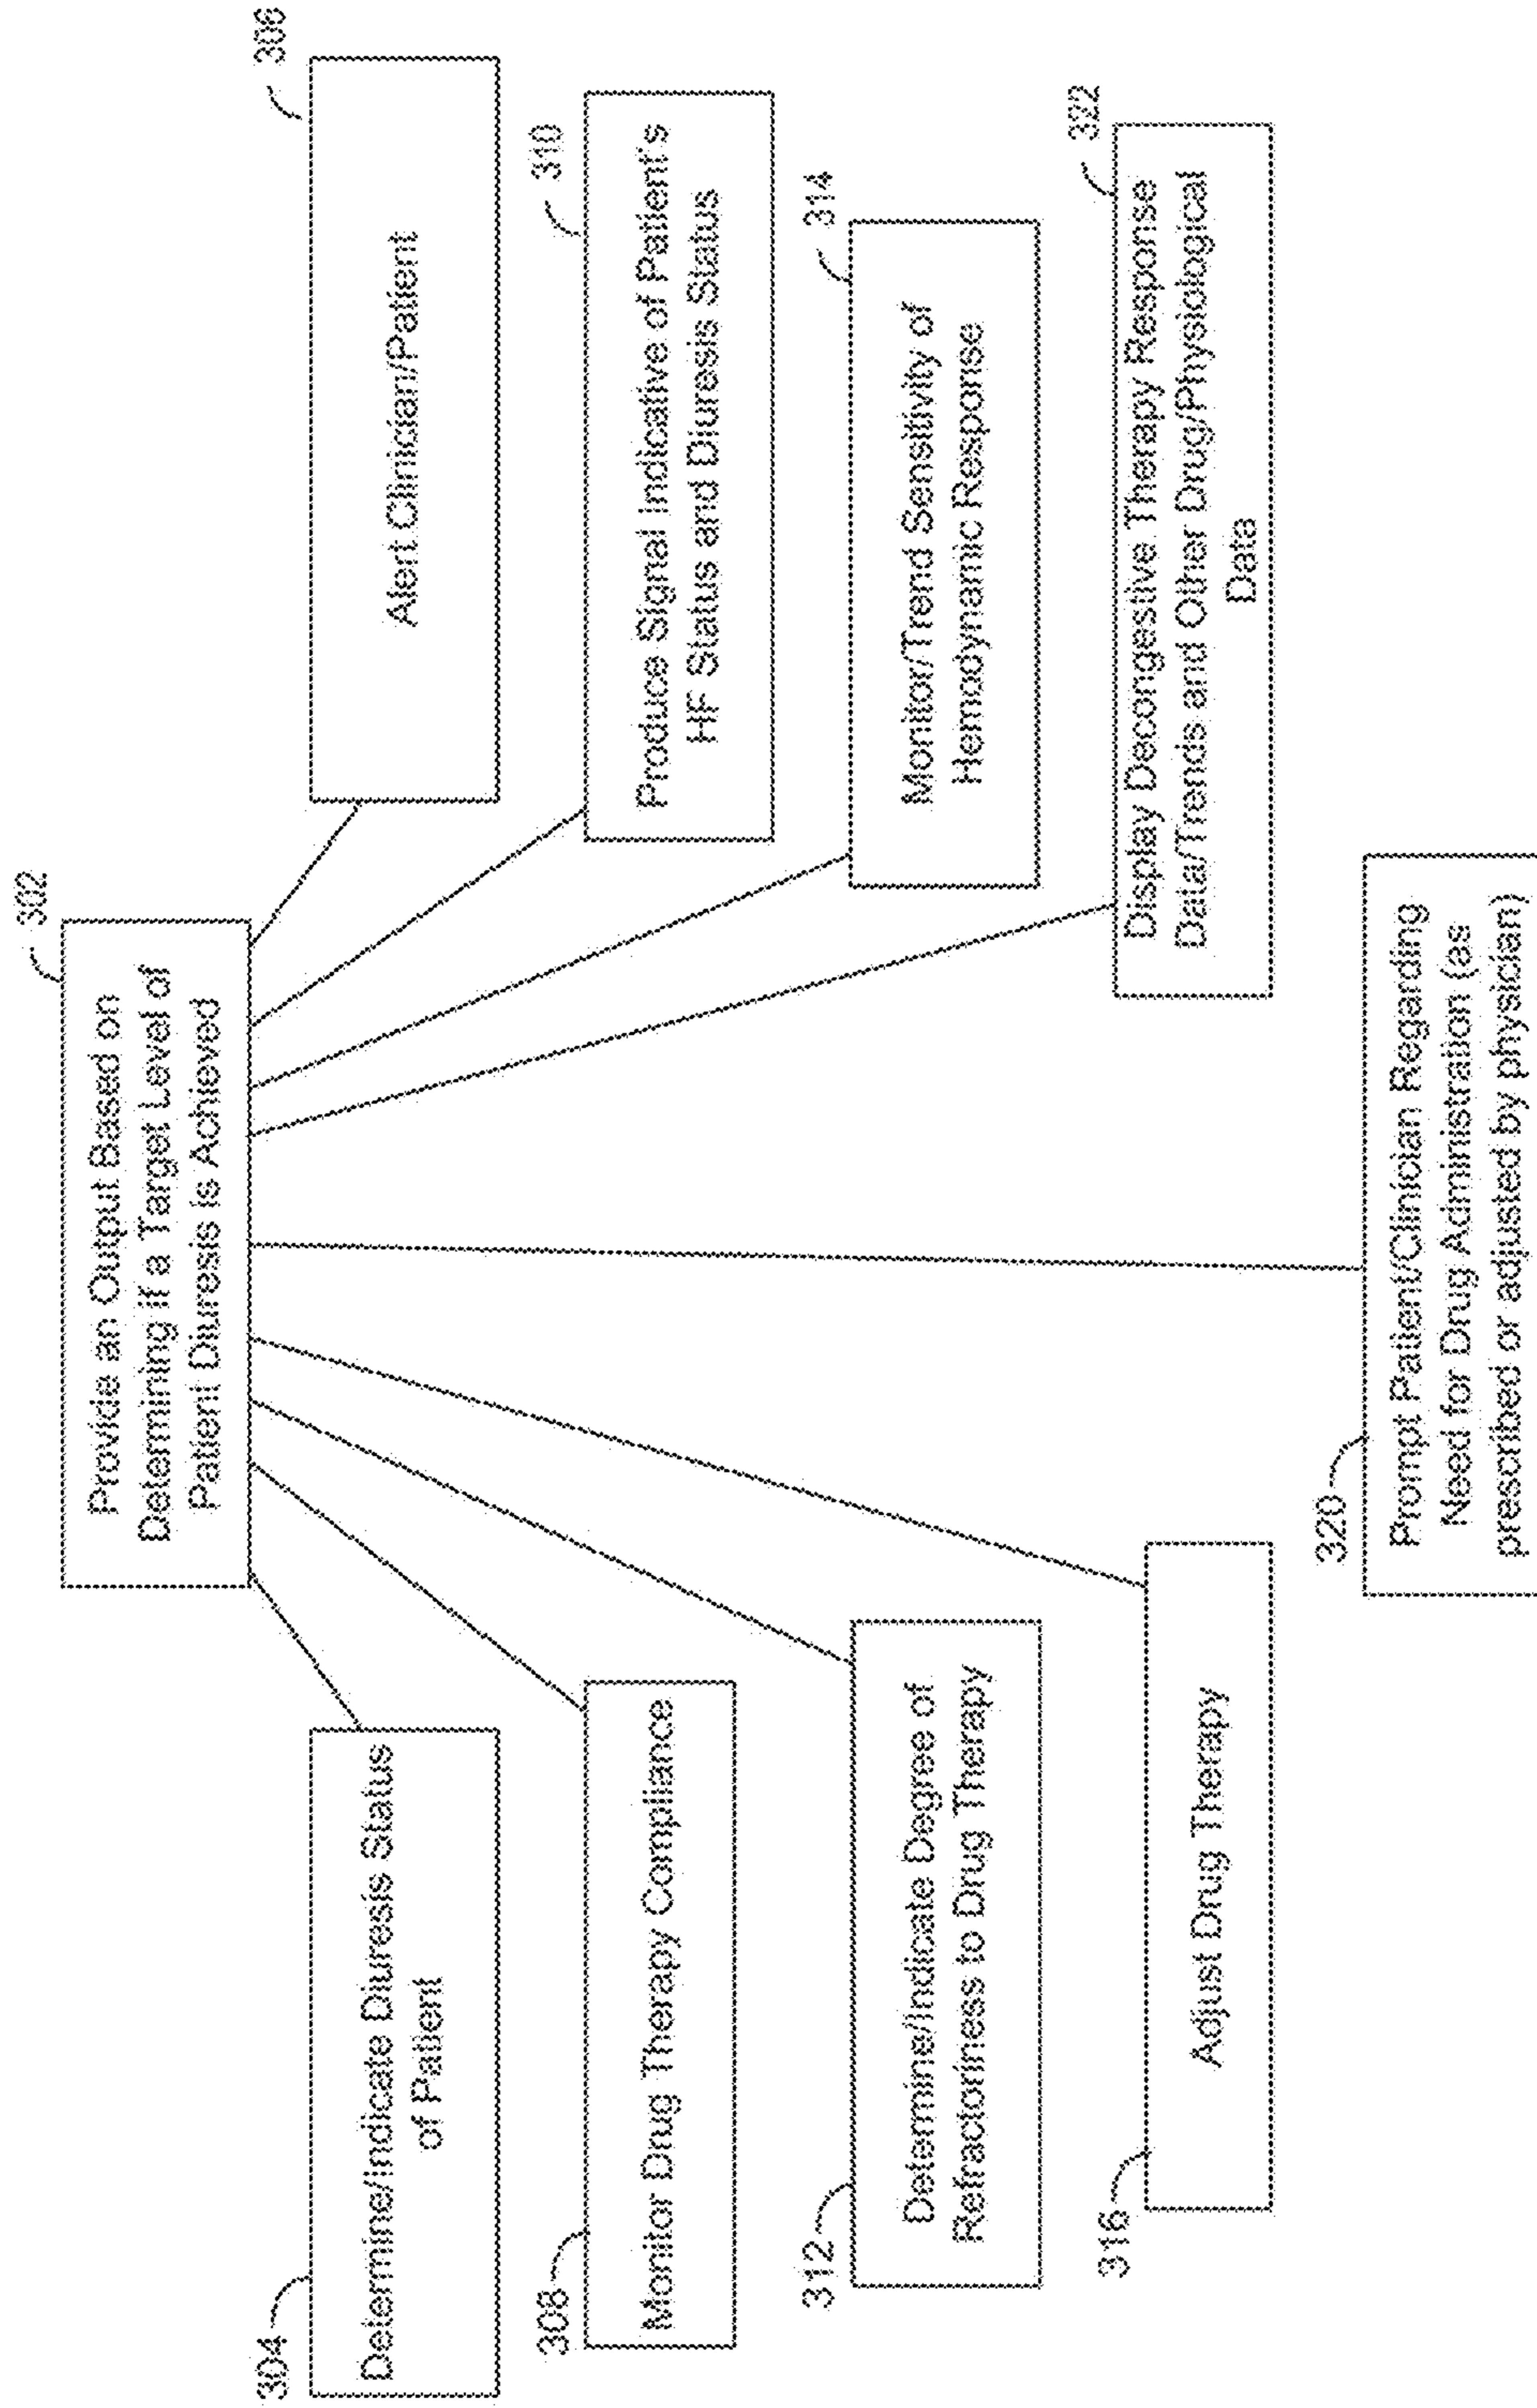 302
Provide an Output Based on
Determining if a Target Level of
Patient Diuresis is Achieved
304
Determine/Indicate Diuresis Status
of Patient
306
Alert Clinician/Patient
308
Monitor Drug Therapy Compliance
310
Produce Signal Indicative of Patient's
HF Status and Diuresis Status
312
Determine/Indicate Degree of
Refractoriness to Drug Therapy
314
Monitor/Trend Sensitivity of
Hemodynamic Response
316
Adjust Drug Therapy
322
Display Decongestive Therapy Response
Data/Trends and Other Drug/Physiological
Data
320
Prompt Patient/Clinician Regarding
Need for Drug Administration (as
prescribed or adjusted by physician)